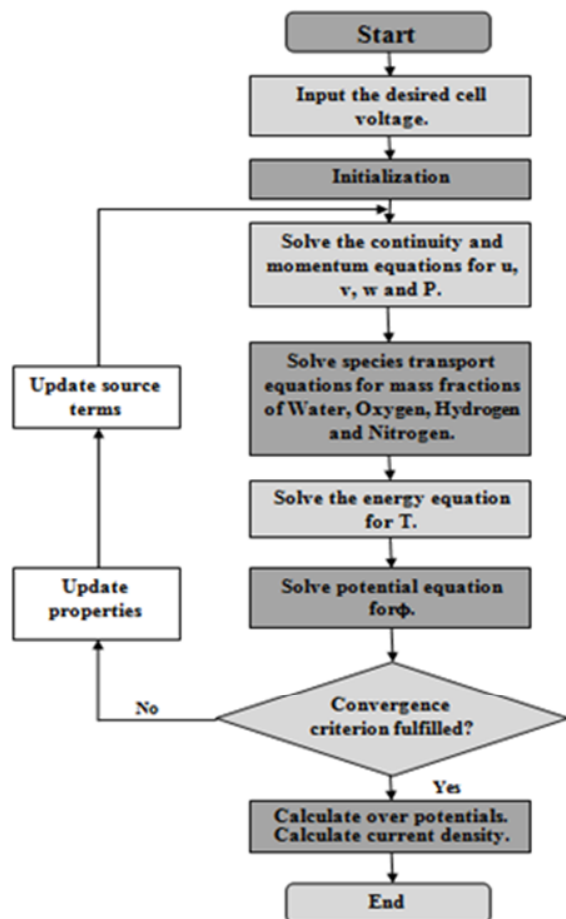 Start
Input the desired cell
voltage.
Initialization
Solve the continuity and
momentum equations for u,
v, w and P.
Solve species transport
equations for mass fractions
of Water, Oxygen, Hydrogen
and Nitrogen.
Update source
terms
Solve the energy equation
for T.
Update
properties
Solve potential equation
forϕ.
Convergence
criterion fulfilled?
No
Yes
Calculate over potentials.
Calculate current density.
End